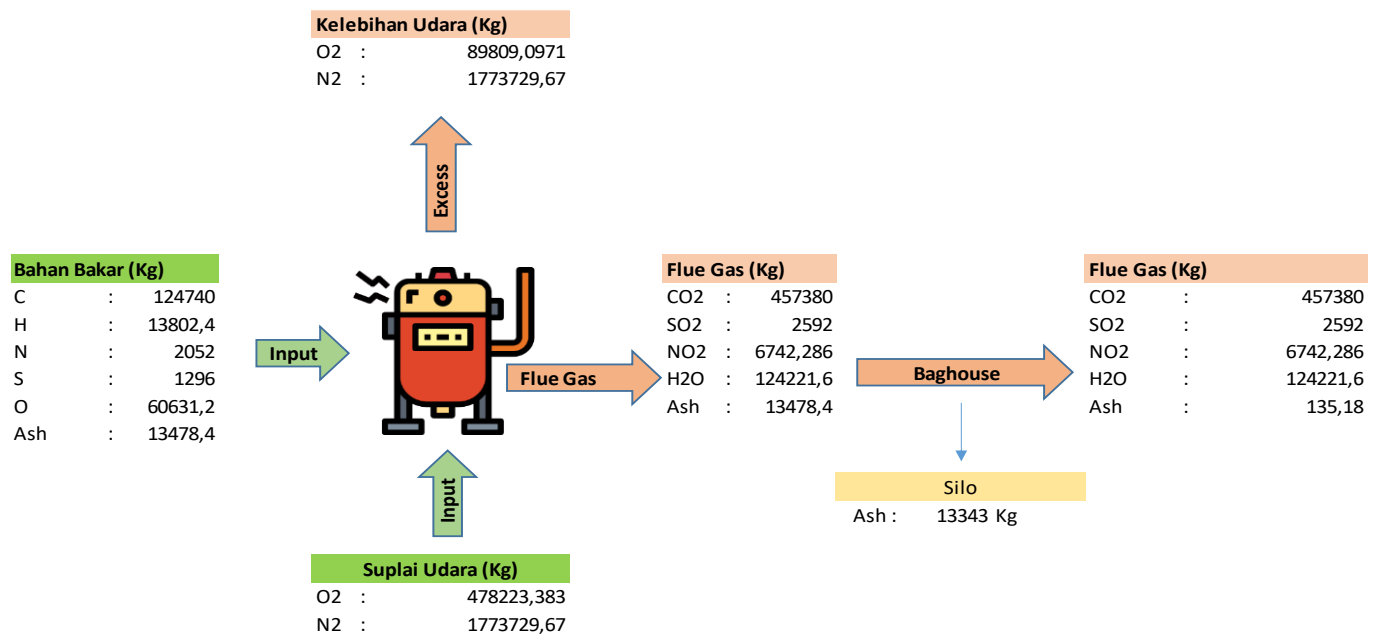 Kelebihan Udara (Kg)
O2 : 89809,0971
N2 : 1773729,67
Excess
Bahan Bakar (Kg)
C : 124740
H : 13802,4
N : 2052
S : 1296
O : 60631,2
Ash : 13478,4
Input
Flue Gas
Flue Gas (Kg)
CO2 : 457380
SO2 : 2592
NO2 : 6742,286
H2O : 124221,6
Ash : 13478,4
Baghouse
Flue Gas (Kg)
CO2 : 457380
SO2 : 2592
NO2 : 6742,286
H2O : 124221,6
Ash : 135,18
Silo
Ash : 13343 Kg
Input
Suplai Udara (Kg)
O2 : 478223,383
N2 : 1773729,67